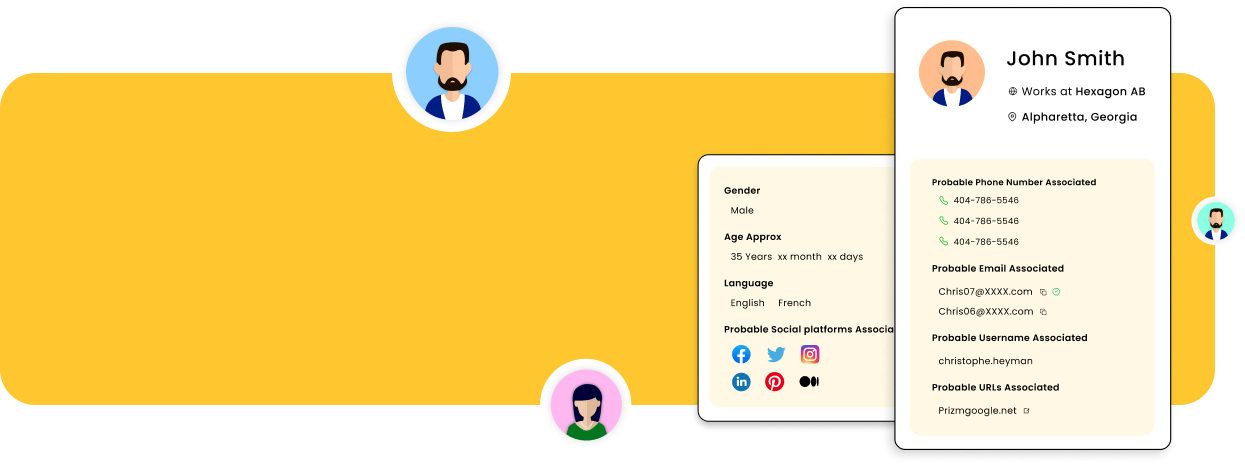 John Smith
Works at Hexagon AB
Alpharetta, Georgia
Probable Phone Number Associated
404-786-5546
404-786-5546
404-786-5546
Probable Email Associated
Chris07@XXXX.com
Chris06@XXXX.com
Probable Username Associated
christophe.heyman
Probable URLs Associated
Prizmgoogle.net
Gender
Male
Age Approx
35 Years xx month xx days
Language
English French
Probable Social platforms Associa
in